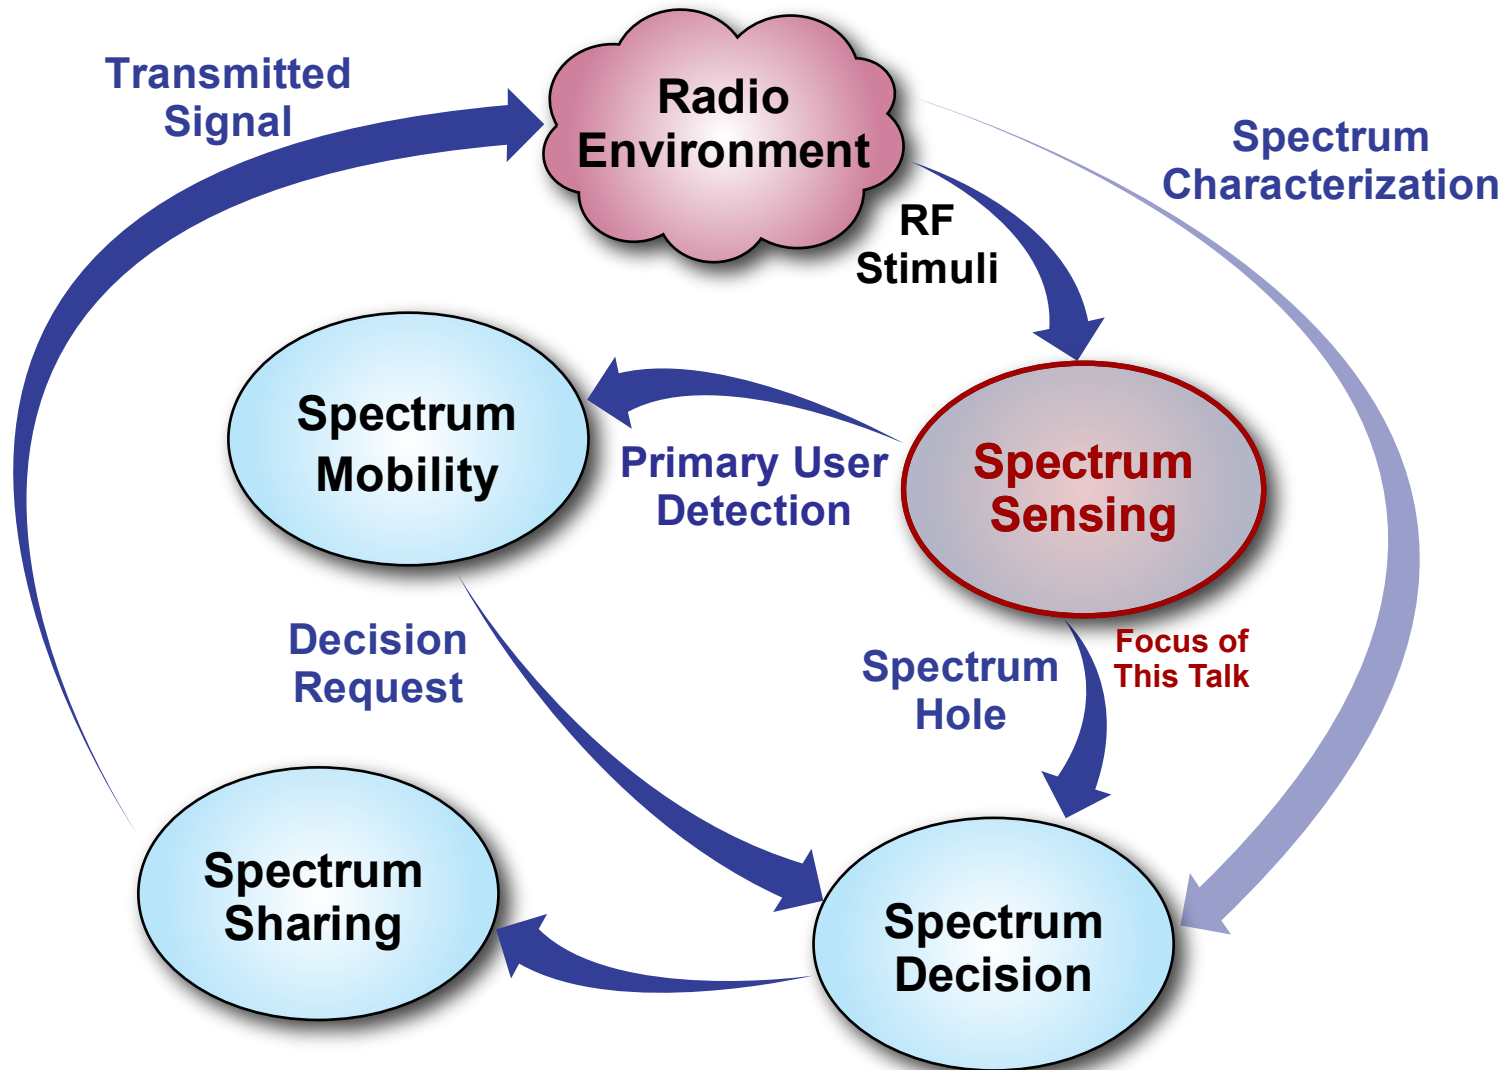 Transmitted
Signal
Radio
Environment
Spectrum
Characterization
RF
Stimuli
Spectrum
Mobility
Primary User
Detection
Spectrum
Sensing
Focus of
This Talk
Decision
Request
Spectrum
Hole
Spectrum
Sharing
Spectrum
Decision